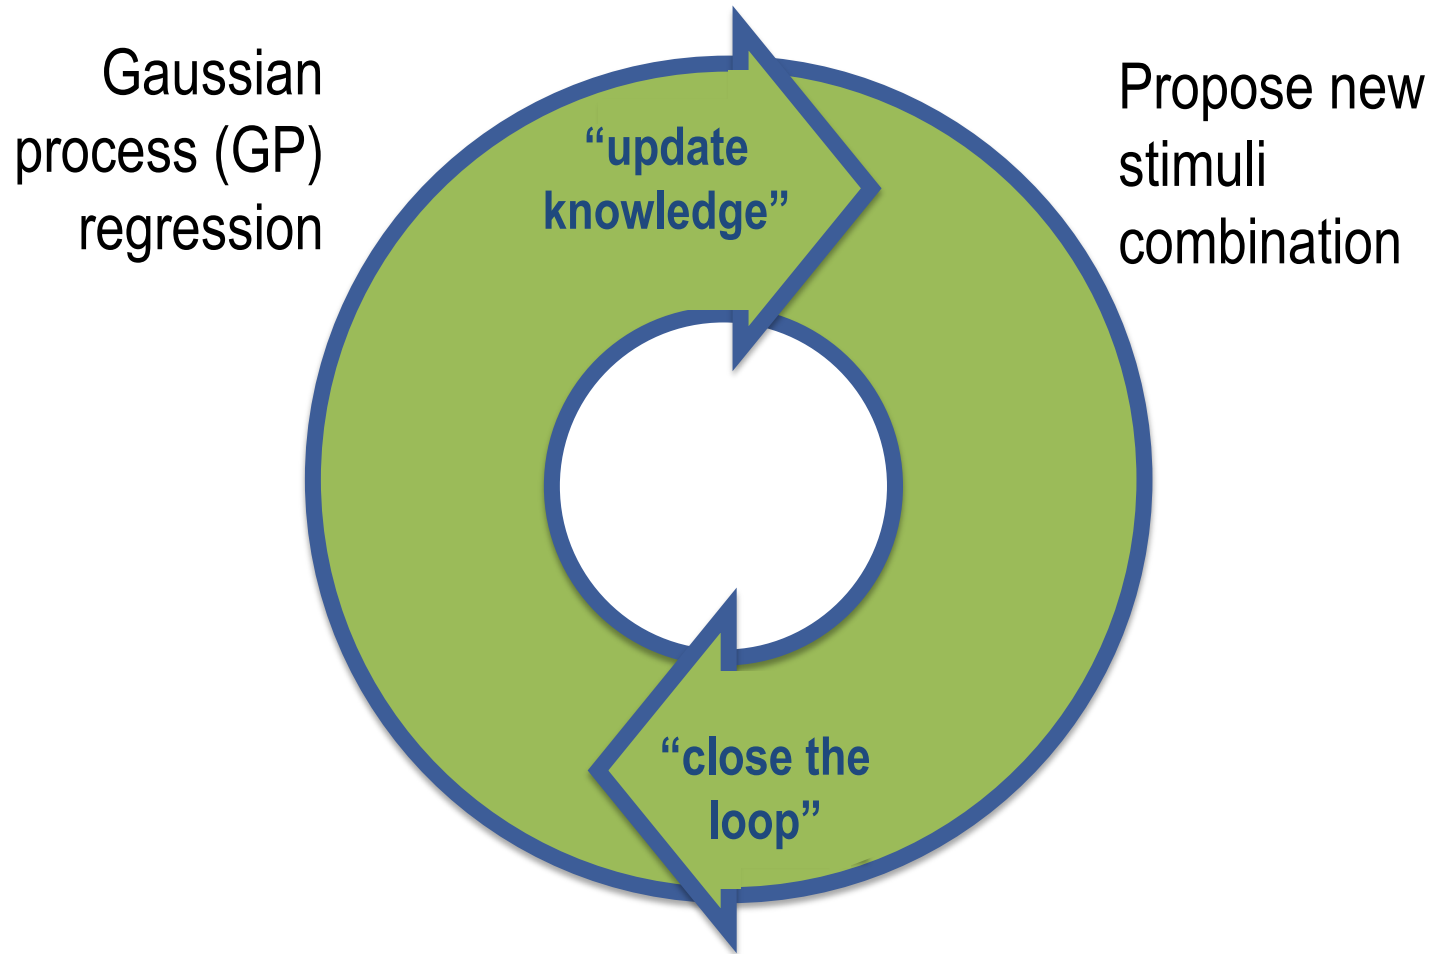 Gaussian
process (GP)
regression
“update
knowledge”
Propose new
stimuli
combination
“close the
loop”